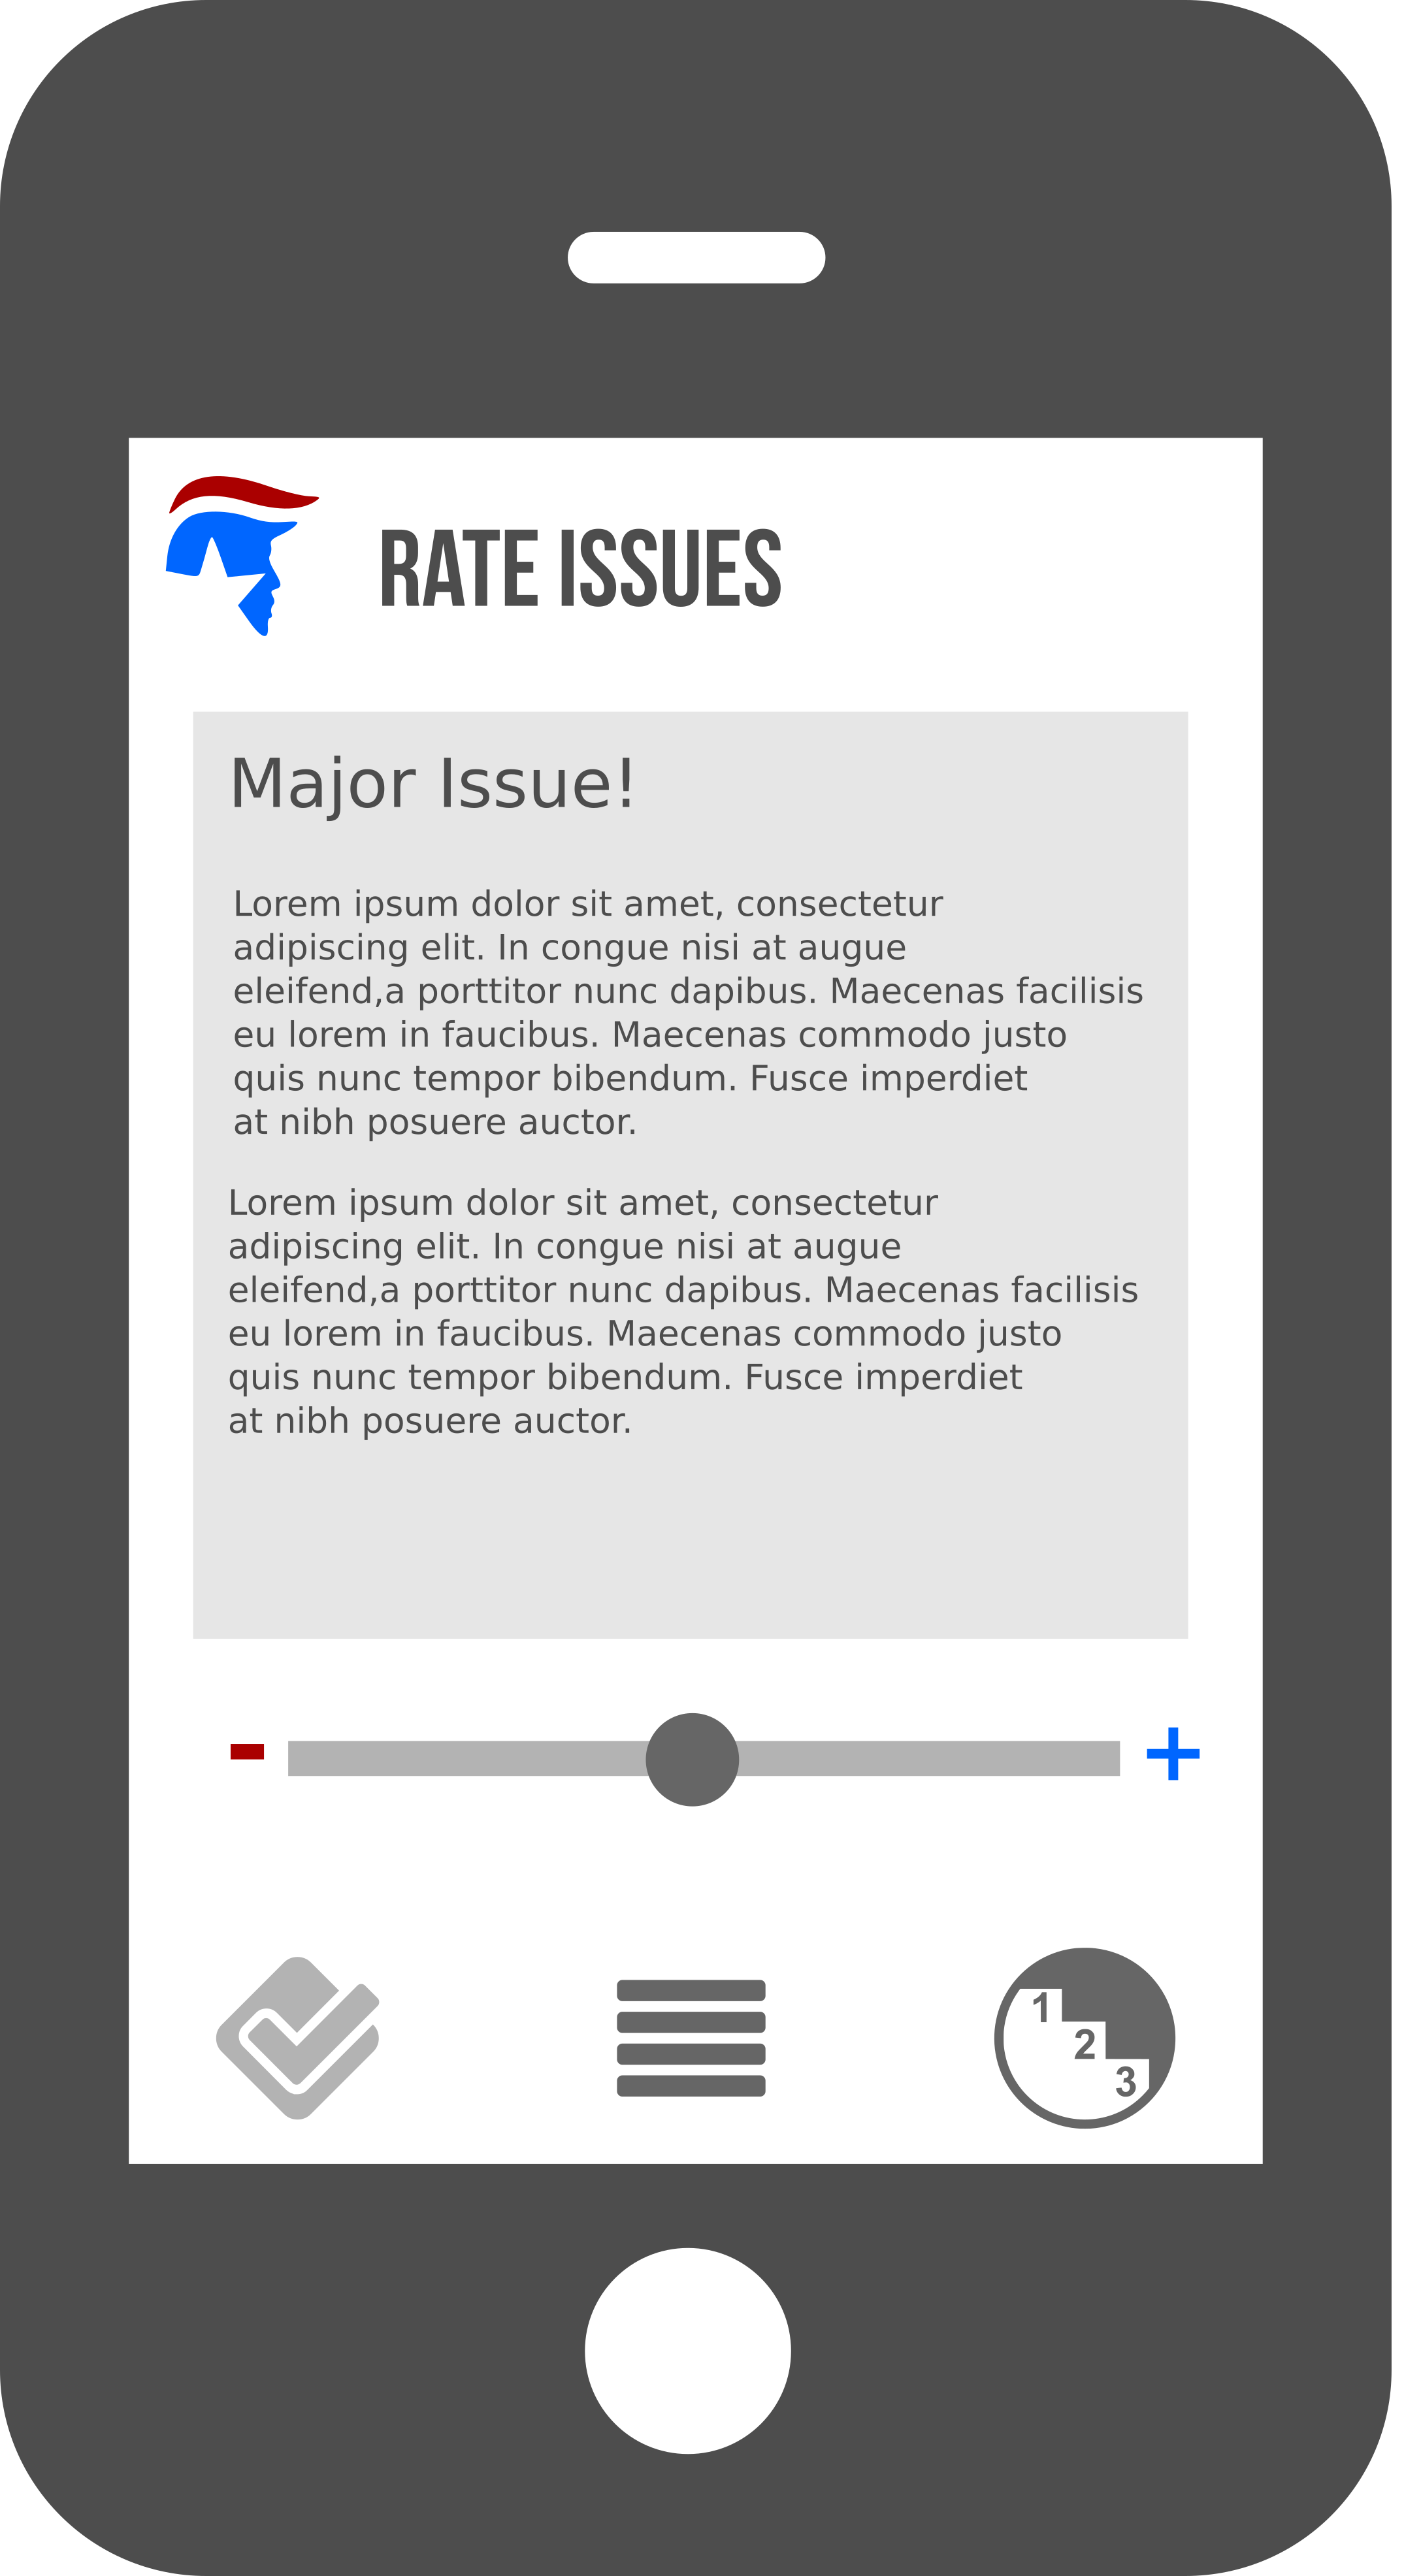 RATE ISSUES
Major Issue!
Lorem ipsum dolor sit amet, consectetur
adipiscing elit. In congue nisi at augue
eleifend,a porttitor nunc dapibus. Maecenas facilisis
eu lorem in faucibus. Maecenas commodo justo
quis nunc tempor bibendum. Fusce imperdiet
at nibh posuere auctor.
Lorem ipsum dolor sit amet, consectetur
adipiscing elit. In congue nisi at augue
eleifend,a porttitor nunc dapibus. Maecenas facilisis
eu lorem in faucibus. Maecenas commodo justo
quis nunc tempor bibendum. Fusce imperdiet
at nibh posuere auctor.
- +
1
2
3